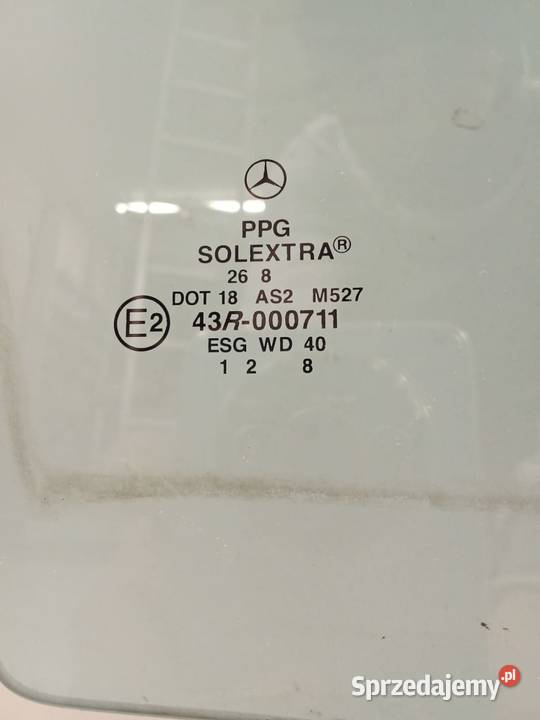 PPG
SOLEXTRA®
26 8
DOT 18 AS2 M527
E2 43R-000711
ESG WD 40
1 2 8
Sprzedajemy.pl